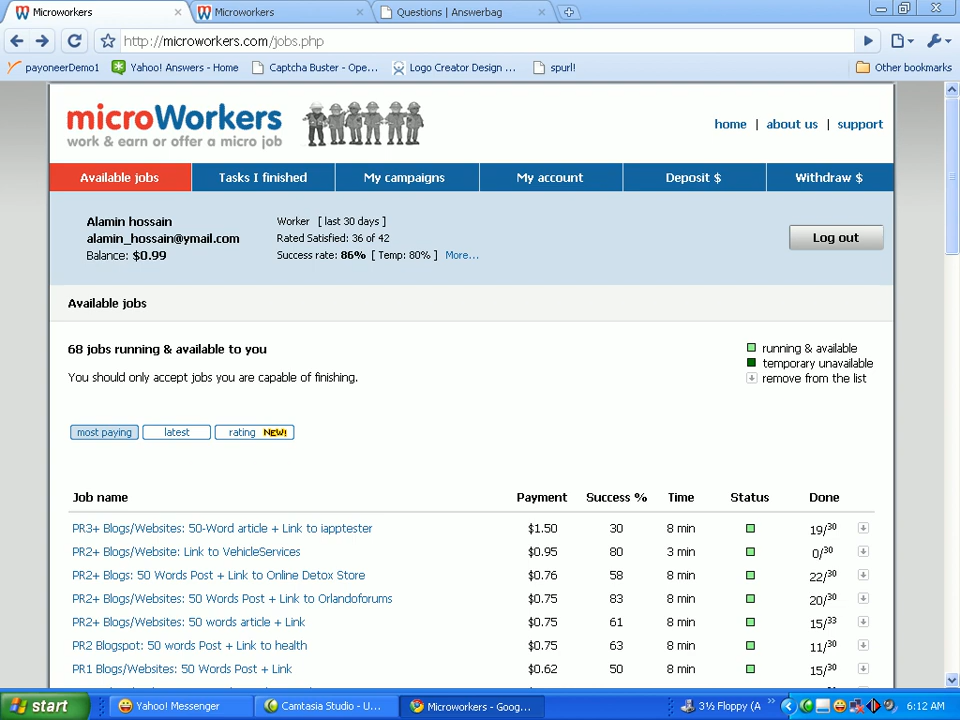 Microworkers
Microworkers
Questions | Answerbag
http://microworkers.com/jobs.php
payoneerDemo1
Yahoo! Answers - Home
Captcha Buster - Ope...
Logo Creator Design ...
spurl!
Other bookmarks
microWorkers
work & earn or offer a micro job
home | about us | support
Available jobs
Tasks I finished
My campaigns
My account
Deposit $
Withdraw $
Alamin hossain
alamin_hossain@ymail.com
Balance: $0.99
Worker [ last 30 days ]
Rated Satisfied: 36 of 42
Success rate: 86% [ Temp: 80% ] More...
Log out
Available jobs
68 jobs running & available to you
You should only accept jobs you are capable of finishing.
running & available
temporary unavailable
remove from the list
most paying
latest
rating NEW!
Job name Payment Success % Time Status Done
PR3+ Blogs/Websites: 50-Word article + Link to iapptester $1.50 30 8 min 19/30
PR2+ Blogs/Website: Link to VehicleServices $0.95 80 3 min 0/30
PR2+ Blogs: 50 Words Post + Link to Online Detox Store $0.76 58 8 min 22/30
PR2+ Blogs/Websites: 50 Words Post + Link to Orlandoforums $0.75 83 8 min 20/30
PR2+ Blogs/Websites: 50 words article + Link $0.75 61 8 min 15/33
PR2 Blogspot: 50 words Post + Link to health $0.75 63 8 min 11/30
PR1 Blogs/Websites: 50 Words Post + Link $0.62 50 8 min 15/30
start
Yahoo! Messenger
Camtasia Studio - U...
Microworkers - Goog...
3½ Floppy (A
6:12 AM